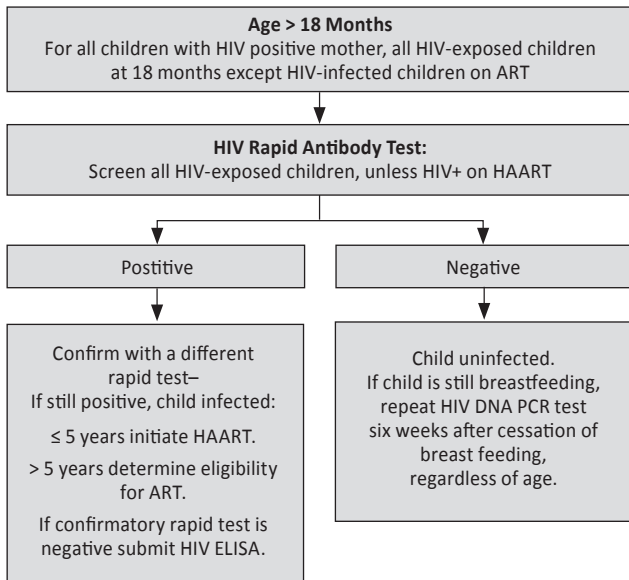 Age > 18 Months
For all children with HIV positive mother, all HIV-exposed children
at 18 months except HIV-infected children on ART
HIV Rapid Antibody Test:
Screen all HIV-exposed children, unless HIV+ on HAART
Postitive
Negative
Confirm with a different
rapid test–
If still positive, child infected:
≤ 5 years initiate HAART.
> 5 years determine eligibility
for ART.
If confirmatory rapid test is
negative submit HIV ELISA.
Child uninfected.
If child is still breastfeeding,
repeat HIV DNA PCR test
six weeks after cessation of
breast feeding,
regardless of age.